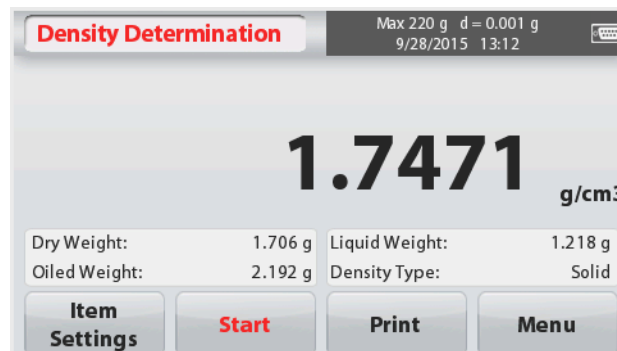 Density Determination
Max 220 g d = 0.001 g
9/28/2015 13:12
1.7471 g/cm3
Dry Weight: 1.706 g Liquid Weight: 1.218 g
Oiled Weight: 2.192 g Density Type: Solid
Item
Settings
Start
Print
Menu